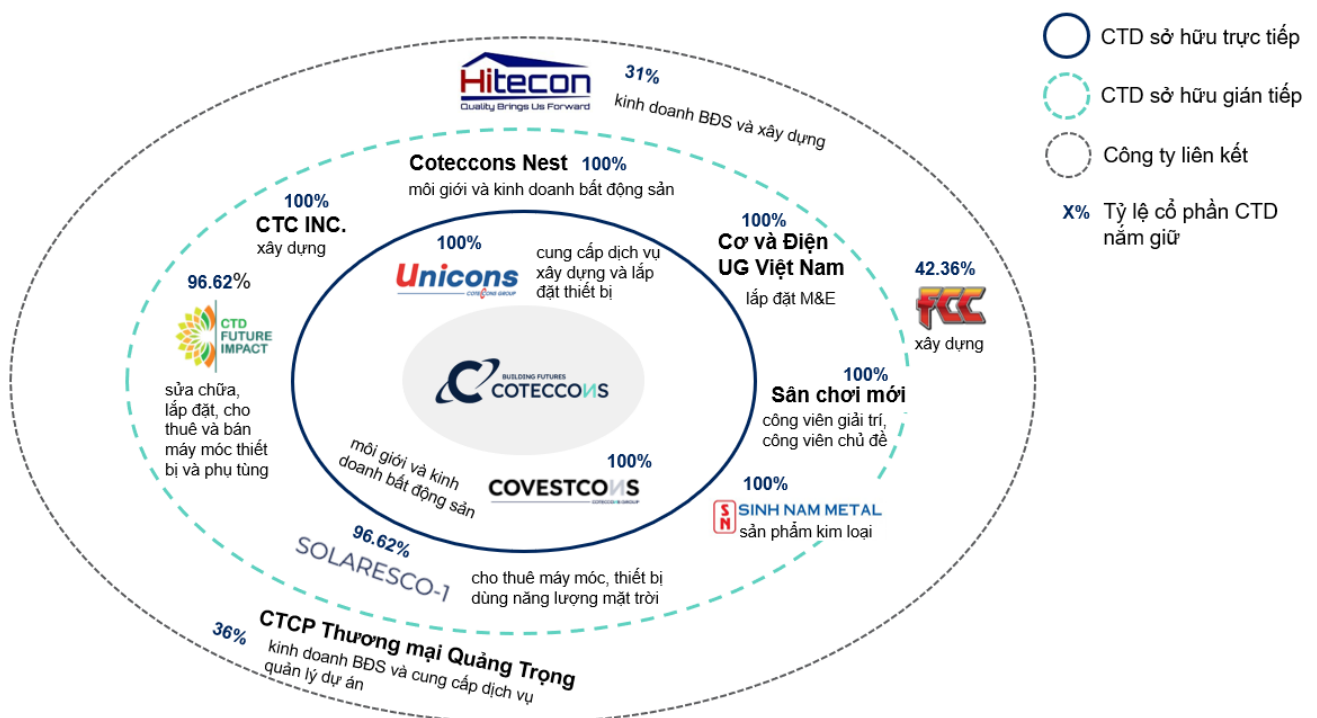 Hitecon
Quality Brings Us Forward
31%
kinh doanh BĐS và xây dựng
CTD sở hữu trực tiếp
CTD sở hữu gián tiếp
Công ty liên kết
X% Tỷ lệ cổ phần CTD
nắm giữ
Coteccons Nest 100%
môi giới và kinh doanh bất động sản
100%
CTC INC.
xây dựng
100%
Cơ và Điện
UG Việt Nam
lắp đặt M&E
100%
Unicons
COTECCONS GROUP
cung cấp dịch vụ
xây dựng và lắp
đặt thiết bị
96.62%
CTD
FUTURE
IMPACT
sửa chữa,
lắp đặt, cho
thuê và bán
máy móc thiết
bị và phụ tùng
42.36%
FCC
xây dựng
BUILDING FUTURES
COTECCONS
100%
Sân chơi mới
công viên giải trí,
công viên chủ đề
môi giới và kinh
doanh bất động sản
100%
COVESTCONS
COTECCONS GROUP
100%
SN SINH NAM METAL
sản phẩm kim loại
96.62%
SOLARESCO-1
cho thuê máy móc, thiết bị
dùng năng lượng mặt trời
36%
CTCP Thương mại Quảng Trọng
kinh doanh BĐS và cung cấp dịch vụ
quản lý dự án